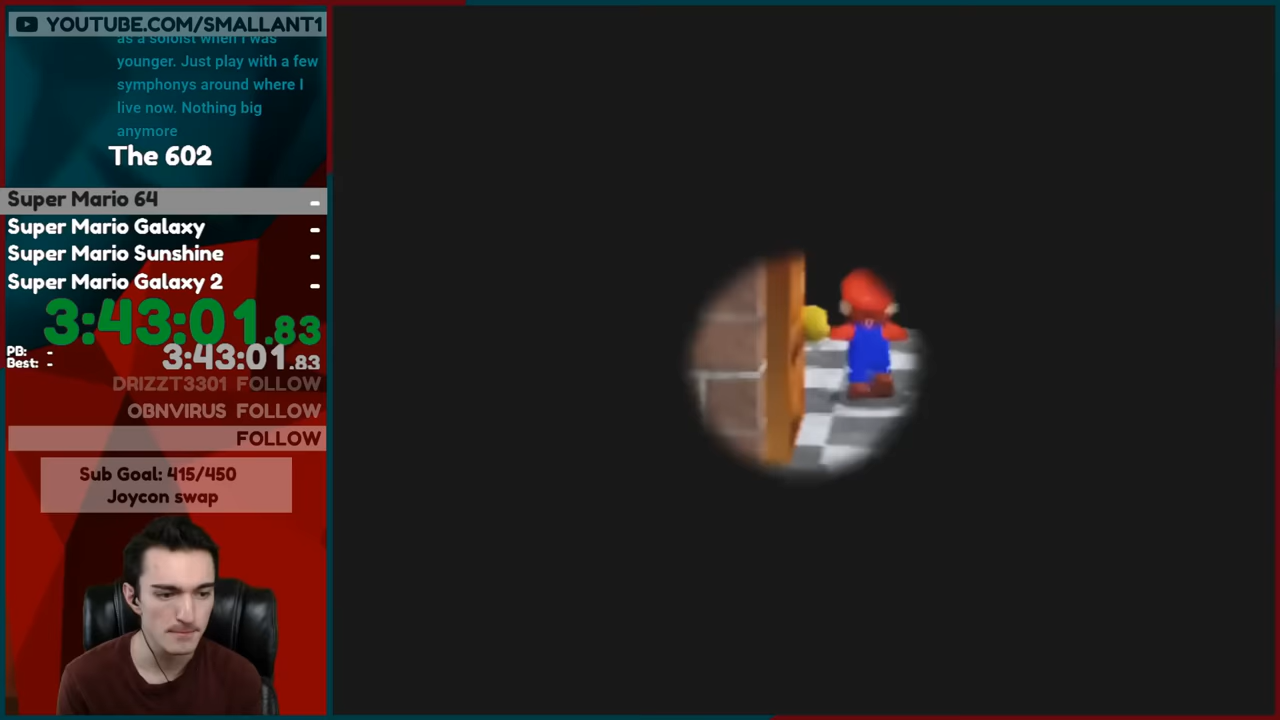 YOUTUBE.COM/SMALLANT1
as a soloist when I was
younger. Just play with a few
symphonys around where I
live now. Nothing big
anymore
The 602
Super Mario 64 -
Super Mario Galaxy -
Super Mario Sunshine -
Super Mario Galaxy 2 -
3:43:01.83
PB: - 
Best: - 3:43:01.83
DRIZZT3301 FOLLOW
OBNVIRUS FOLLOW
FOLLOW
Sub Goal: 415/450
Joycon swap